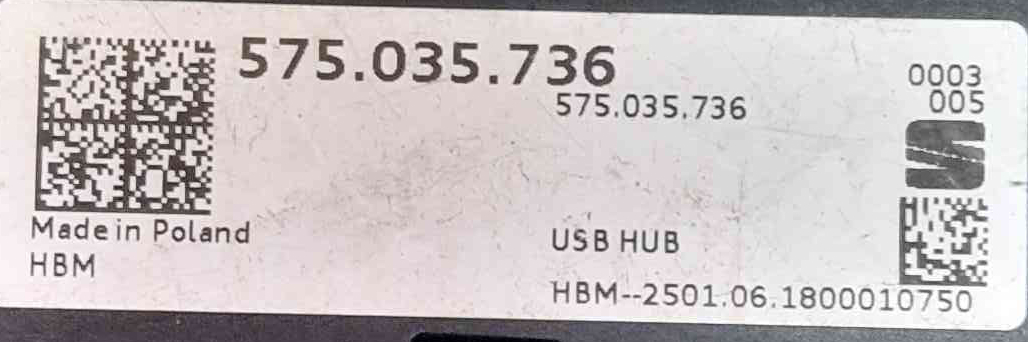 575.035.736
575.035.736
0003
005
Made in Poland
HBM
USB HUB
HBM--2501.06.1800010750